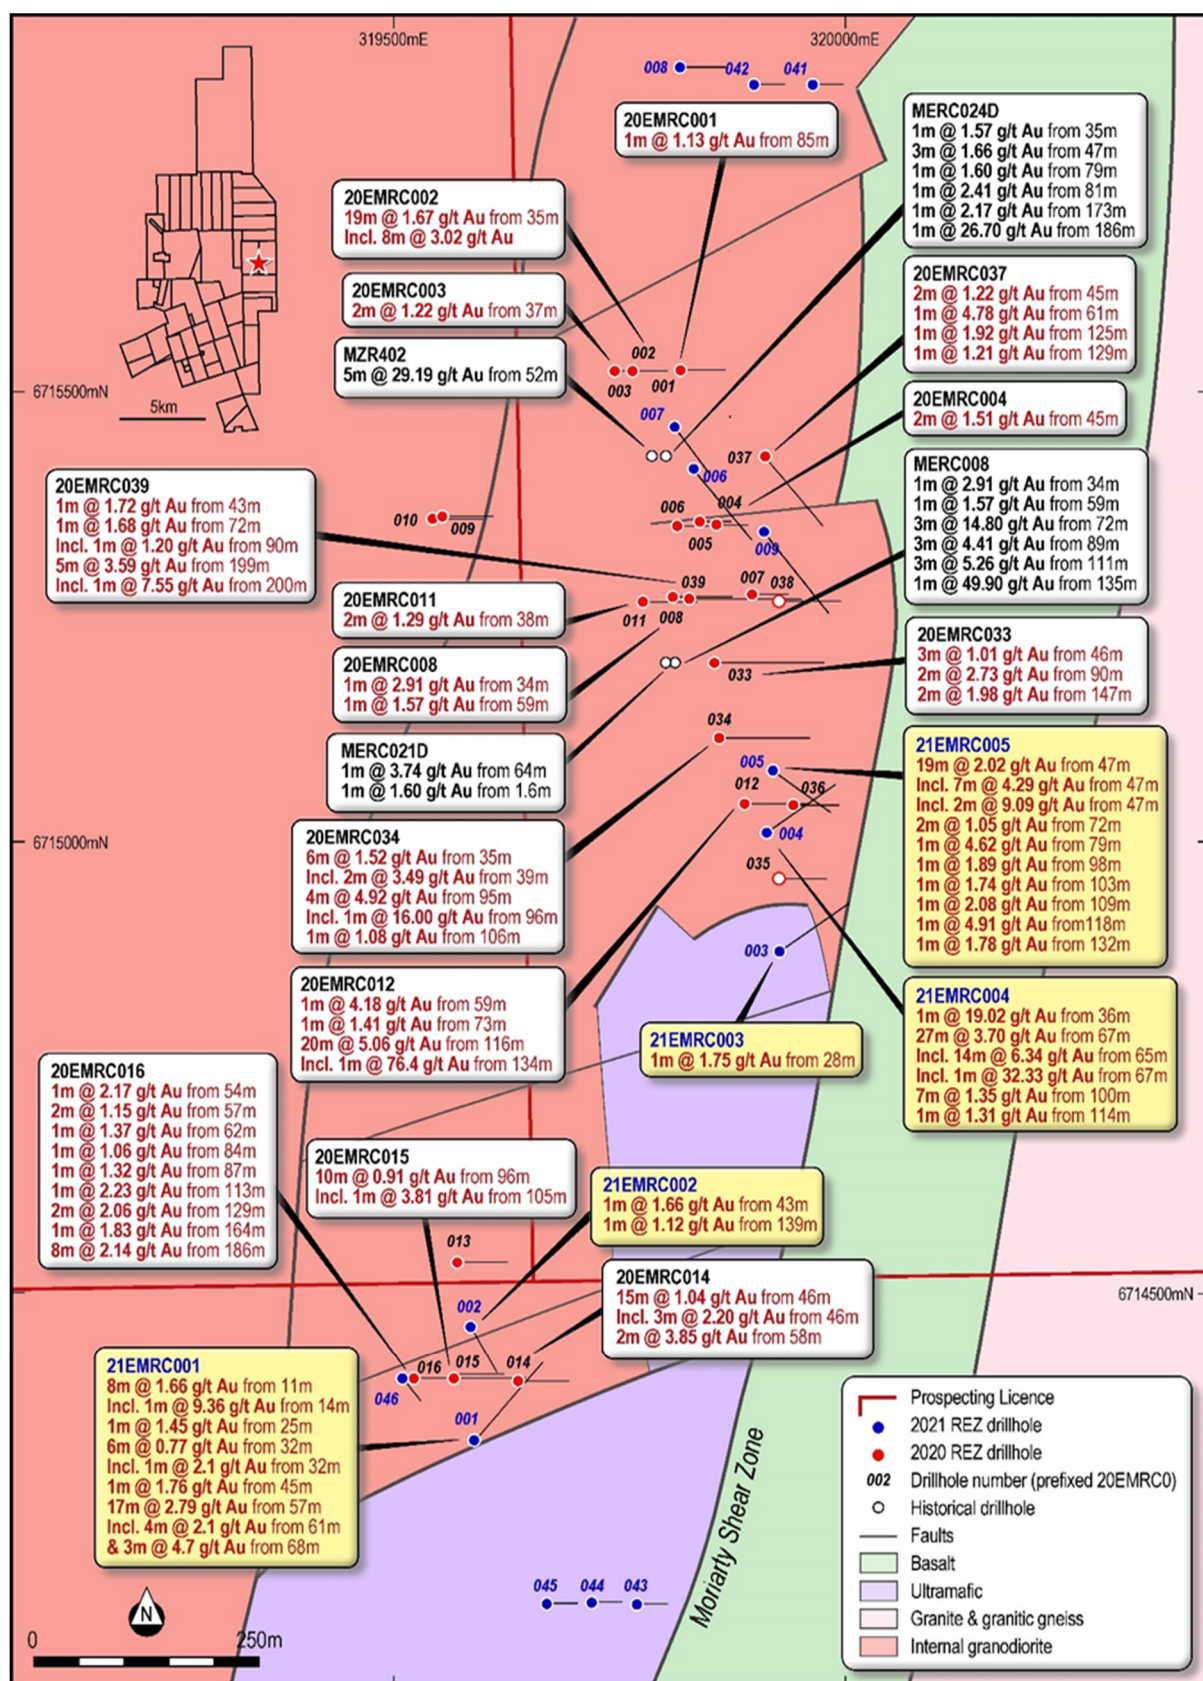 319500mE
320000mE
008
042
041
5km
20EMRC001
1m @ 1.13 g/t Au from 85m
MERC024D
1m @ 1.57 g/t Au from 35m
3m @ 1.66 g/t Au from 47m
1m @ 1.60 g/t Au from 79m
1m @ 2.41 g/t Au from 81m
1m @ 2.17 g/t Au from 173m
1m @ 26.70 g/t Au from 186m
20EMRC002
19m @ 1.67 g/t Au from 35m
Incl. 8m @ 3.02 g/t Au
20EMRC003
2m @ 1.22 g/t Au from 37m
20EMRC037
2m @ 1.22 g/t Au from 45m
1m @ 4.78 g/t Au from 61m
1m @ 1.92 g/t Au from 125m
1m @ 1.21 g/t Au from 129m
MZR402
5m @ 29.19 g/t Au from 52m
002
003
001
6715500mN
007
20EMRC004
2m @ 1.51 g/t Au from 45m
037
006
MERC008
1m @ 2.91 g/t Au from 34m
1m @ 1.57 g/t Au from 59m
3m @ 14.80 g/t Au from 72m
3m @ 4.41 g/t Au from 89m
3m @ 5.26 g/t Au from 111m
1m @ 49.90 g/t Au from 135m
20EMRC039
1m @ 1.72 g/t Au from 43m
1m @ 1.68 g/t Au from 72m
Incl. 1m @ 1.20 g/t Au from 90m
5m @ 3.59 g/t Au from 199m
Incl. 1m @ 7.55 g/t Au from 200m
010
009
006
004
005
009
039
007
038
011
008
20EMRC011
2m @ 1.29 g/t Au from 38m
20EMRC008
1m @ 2.91 g/t Au from 34m
1m @ 1.57 g/t Au from 59m
033
20EMRC033
3m @ 1.01 g/t Au from 46m
2m @ 2.73 g/t Au from 90m
2m @ 1.98 g/t Au from 147m
MERC021D
1m @ 3.74 g/t Au from 64m
1m @ 1.60 g/t Au from 1.6m
034
005
012
036
004
035
21EMRC005
19m @ 2.02 g/t Au from 47m
Incl. 7m @ 4.29 g/t Au from 47m
Incl. 2m @ 9.09 g/t Au from 47m
2m @ 1.05 g/t Au from 72m
1m @ 4.62 g/t Au from 79m
1m @ 1.89 g/t Au from 98m
1m @ 1.74 g/t Au from 103m
1m @ 2.08 g/t Au from 109m
1m @ 4.91 g/t Au from118m
1m @ 1.78 g/t Au from 132m
6715000mN
20EMRC034
6m @ 1.52 g/t Au from 35m
Incl. 2m @ 3.49 g/t Au from 39m
4m @ 4.92 g/t Au from 95m
Incl. 1m @ 16.00 g/t Au from 96m
1m @ 1.08 g/t Au from 106m
003
20EMRC012
1m @ 4.18 g/t Au from 59m
1m @ 1.41 g/t Au from 73m
20m @ 5.06 g/t Au from 116m
Incl. 1m @ 76.4 g/t Au from 134m
21EMRC003
1m @ 1.75 g/t Au from 28m
21EMRC004
1m @ 19.02 g/t Au from 36m
27m @ 3.70 g/t Au from 67m
Incl. 14m @ 6.34 g/t Au from 65m
Incl. 1m @ 32.33 g/t Au from 67m
7m @ 1.35 g/t Au from 100m
1m @ 1.31 g/t Au from 114m
20EMRC016
1m @ 2.17 g/t Au from 54m
2m @ 1.15 g/t Au from 57m
1m @ 1.37 g/t Au from 62m
1m @ 1.06 g/t Au from 84m
1m @ 1.32 g/t Au from 87m
1m @ 2.23 g/t Au from 113m
2m @ 2.06 g/t Au from 129m
1m @ 1.83 g/t Au from 164m
8m @ 2.14 g/t Au from 186m
20EMRC015
10m @ 0.91 g/t Au from 96m
Incl. 1m @ 3.81 g/t Au from 105m
21EMRC002
1m @ 1.66 g/t Au from 43m
1m @ 1.12 g/t Au from 139m
013
002
20EMRC014
15m @ 1.04 g/t Au from 46m
Incl. 3m @ 2.20 g/t Au from 46m
2m @ 3.85 g/t Au from 58m
6714500mN
016
015
014
046
001
21EMRC001
8m @ 1.66 g/t Au from 11m
Incl. 1m @ 9.36 g/t Au from 14m
1m @ 1.45 g/t Au from 25m
6m @ 0.77 g/t Au from 32m
Incl. 1m @ 2.1 g/t Au from 32m
1m @ 1.76 g/t Au from 45m
17m @ 2.79 g/t Au from 57m
Incl. 4m @ 2.1 g/t Au from 61m
& 3m @ 4.7 g/t Au from 68m
Prospecting Licence
2021 REZ drillhole
2020 REZ drillhole
002 Drillhole number (prefixed 20EMRC0)
Historical drillhole
Faults
Basalt
Ultramafic
Granite & granitic gneiss
Internal granodiorite
Moriarty Shear Zone
045
044
043
N
0
250m